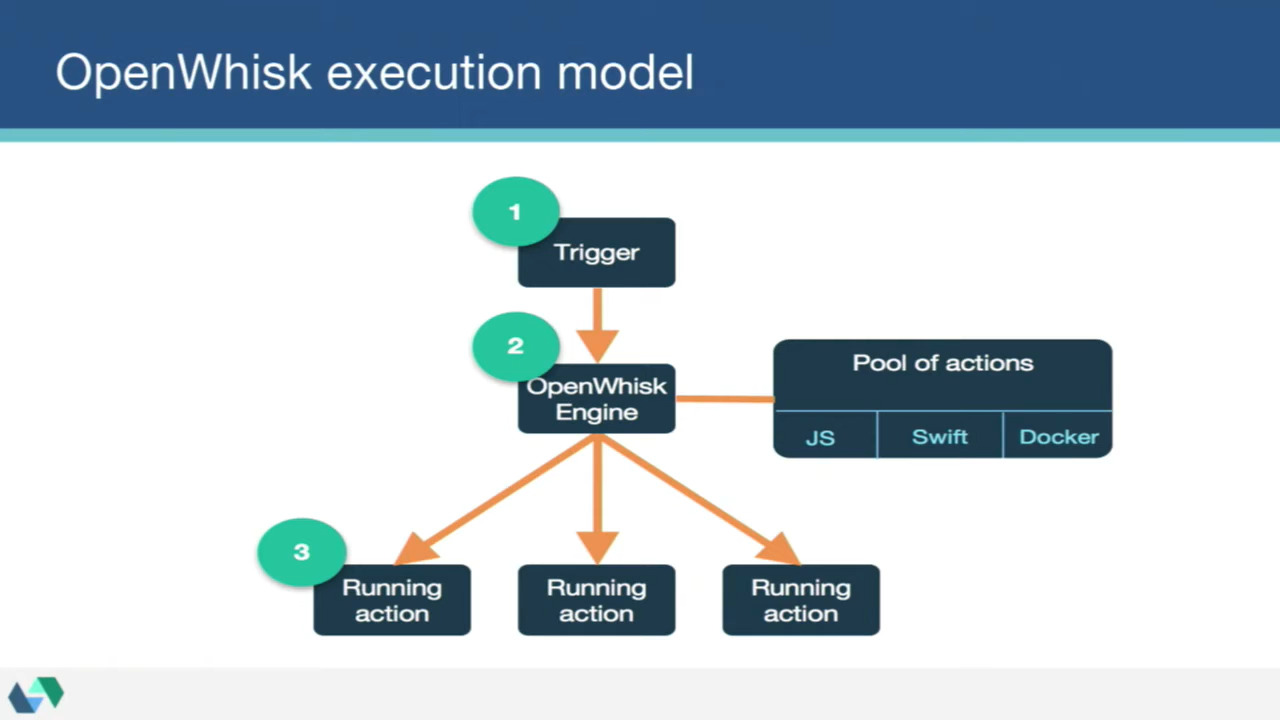 OpenWhisk execution model
1
Trigger
2
OpenWhisk
Engine
Pool of actions
JS
Swift
Docker
3
Running
action
Running
action
Running
action